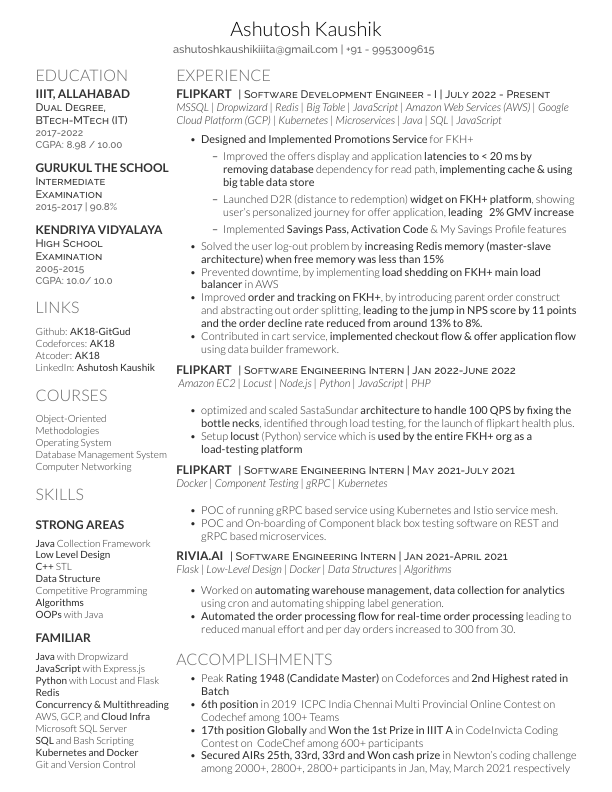 Ashutosh Kaushik
ashutoshkaushikiiita@gmail.com | +91 - 9953009615
EDUCATION
IIIT, ALLAHABAD
Dual Degree,
BTech-MTech (IT)
2017-2022
CGPA: 8.98 / 10.00
GURUKUL THE SCHOOL
Intermediate
Examination
2015-2017 | 90.8%
KENDRIYA VIDYALAYA
High School
Examination
2005-2015
CGPA: 10.0/ 10.0
LINKS
Github: AK18-GitGud
Codeforces: AK18
Atcoder: AK18
LinkedIn: Ashutosh Kaushik
COURSES
Object-Oriented
Methodologies
Operating System
Database Management System
Computer Networking
SKILLS
STRONG AREAS
Java Collection Framework
Low Level Design
C++ STL
Data Structure
Competitive Programming
Algorithms
OOPs with Java
FAMILIAR
Java with Dropwizard
JavaScript with Express.js
Python with Locust and Flask
Redis
Concurrency & Multithreading
AWS, GCP, and Cloud Infra
Microsoft SQL Server
SQL and Bash Scripting
Kubernetes and Docker
Git and Version Control
EXPERIENCE
FLIPKART | Software Development Engineer - I | July 2022 - Present
MSSQL | Dropwizard | Redis | Big Table | JavaScript | Amazon Web Services (AWS) | Google
Cloud Platform (GCP) | Kubernetes | Microservices | Java | SQL | JavaScript
• Designed and Implemented Promotions Service for FKH+
– Improved the offers display and application latencies to < 20 ms by
removing database dependency for read path, implementing cache & using
big table data store
– Launched D2R (distance to redemption) widget on FKH+ platform, showing
user's personalized journey for offer application, leading 2% GMV increase
– Implemented Savings Pass, Activation Code & My Savings Profile features
• Solved the user log-out problem by increasing Redis memory (master-slave
architecture) when free memory was less than 15%
• Prevented downtime, by implementing load shedding on FKH+ main load
balancer in AWS
• Improved order and tracking on FKH+, by introducing parent order construct
and abstracting out order splitting, leading to the jump in NPS score by 11 points
and the order decline rate reduced from around 13% to 8%.
• Contributed in cart service, implemented checkout flow & offer application flow
using data builder framework.
FLIPKART | Software Engineering Intern | Jan 2022-June 2022
Amazon EC2 | Locust | Node.js | Python | JavaScript | PHP
• optimized and scaled SastaSundar architecture to handle 100 QPS by fixing the
bottle necks, identified through load testing, for the launch of flipkart health plus.
• Setup locust (Python) service which is used by the entire FKH+ org as a
load-testing platform
FLIPKART | Software Engineering Intern | May 2021-July 2021
Docker | Component Testing | gRPC | Kubernetes
• POC of running gRPC based service using Kubernetes and Istio service mesh.
• POC and On-boarding of Component black box testing software on REST and
gRPC based microservices.
RIVIA.AI | Software Engineering Intern | Jan 2021-April 2021
Flask | Low-Level Design | Docker | Data Structures | Algorithms
• Worked on automating warehouse management, data collection for analytics
using cron and automating shipping label generation.
• Automated the order processing flow for real-time order processing leading to
reduced manual effort and per day orders increased to 300 from 30.
ACCOMPLISHMENTS
• Peak Rating 1948 (Candidate Master) on Codeforces and 2nd Highest rated in
Batch
• 6th position in 2019 ICPC India Chennai Multi Provincial Online Contest on
Codechef among 100+ Teams
• 17th position Globally and Won the 1st Prize in IIIT A in CodeInvicta Coding
Contest on CodeChef among 600+ participants
• Secured AIRs 25th, 33rd, 33rd and Won cash prize in Newton's coding challenge
among 2000+, 2800+, 2800+ participants in Jan, May, March 2021 respectively